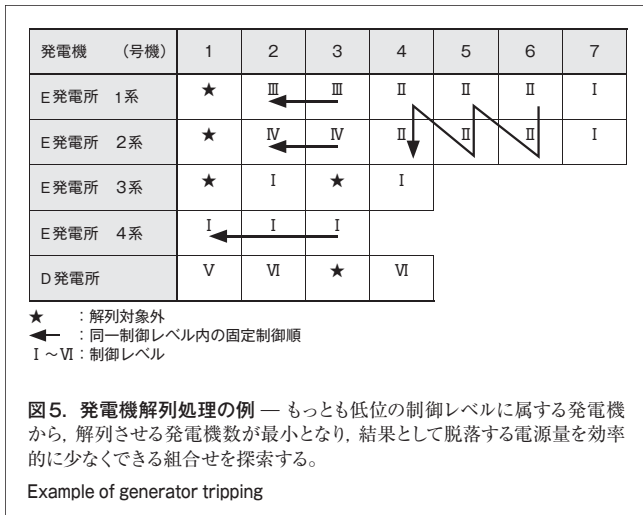 発電機 （号機） 1 2 3 4 5 6 7
E発電所 1系 ★ Ⅲ Ⅲ Ⅱ Ⅱ Ⅱ Ⅰ
E発電所 2系 ★ Ⅳ Ⅳ Ⅱ Ⅱ Ⅱ Ⅰ
E発電所 3系 ★ Ⅰ ★ Ⅰ
E発電所 4系 Ⅰ Ⅰ Ⅰ
D発電所 Ⅴ Ⅵ ★ Ⅵ
★ ：解列対象外
：同一制御レベル内の固定制御順
Ⅰ～Ⅵ：制御レベル
図5. 発電機解列処理の例 ― もっとも低位の制御レベルに属する発電機
から，解列させる発電機数が最小となり，結果として脱落する電源量を効率
的に少なくできる組合せを探索する。
Example of generator tripping